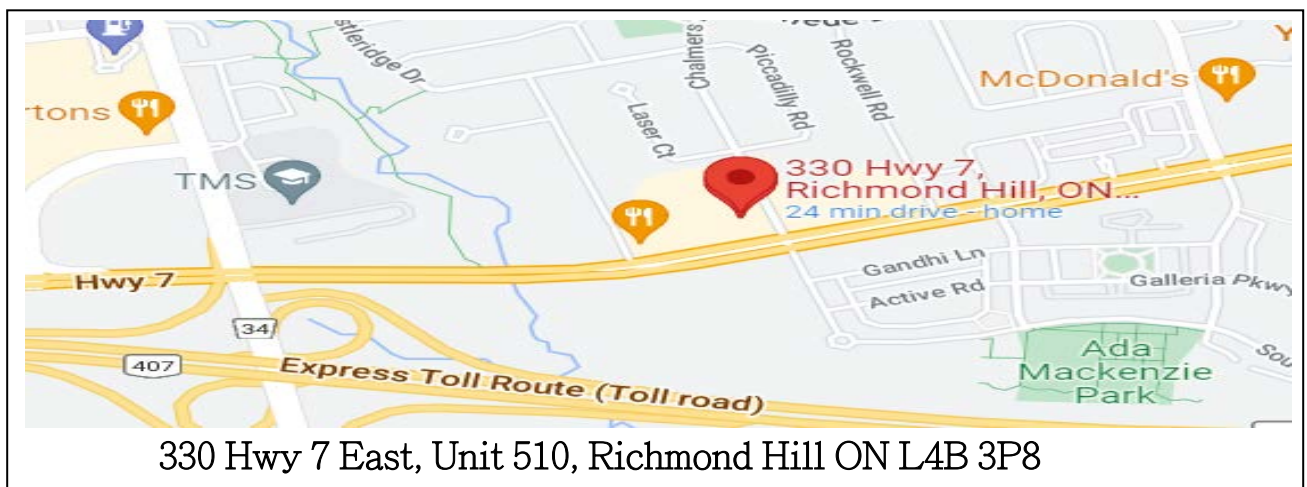 stleridge Dr
Chalmers
Piccadilly Rd
Rockwell Rd
McDonald's
Y
tons
Laser Ct
TMS
330 Hwy 7,
Richmond Hill, ON...
24 min drive - home
Hwy 7
Gandhi Ln
Active Rd
Galleria Pkwy
34
407
Express Toll Route (Toll road)
Ada
Mackenzie
Park
Sou
330 Hwy 7 East, Unit 510, Richmond Hill ON L4B 3P8